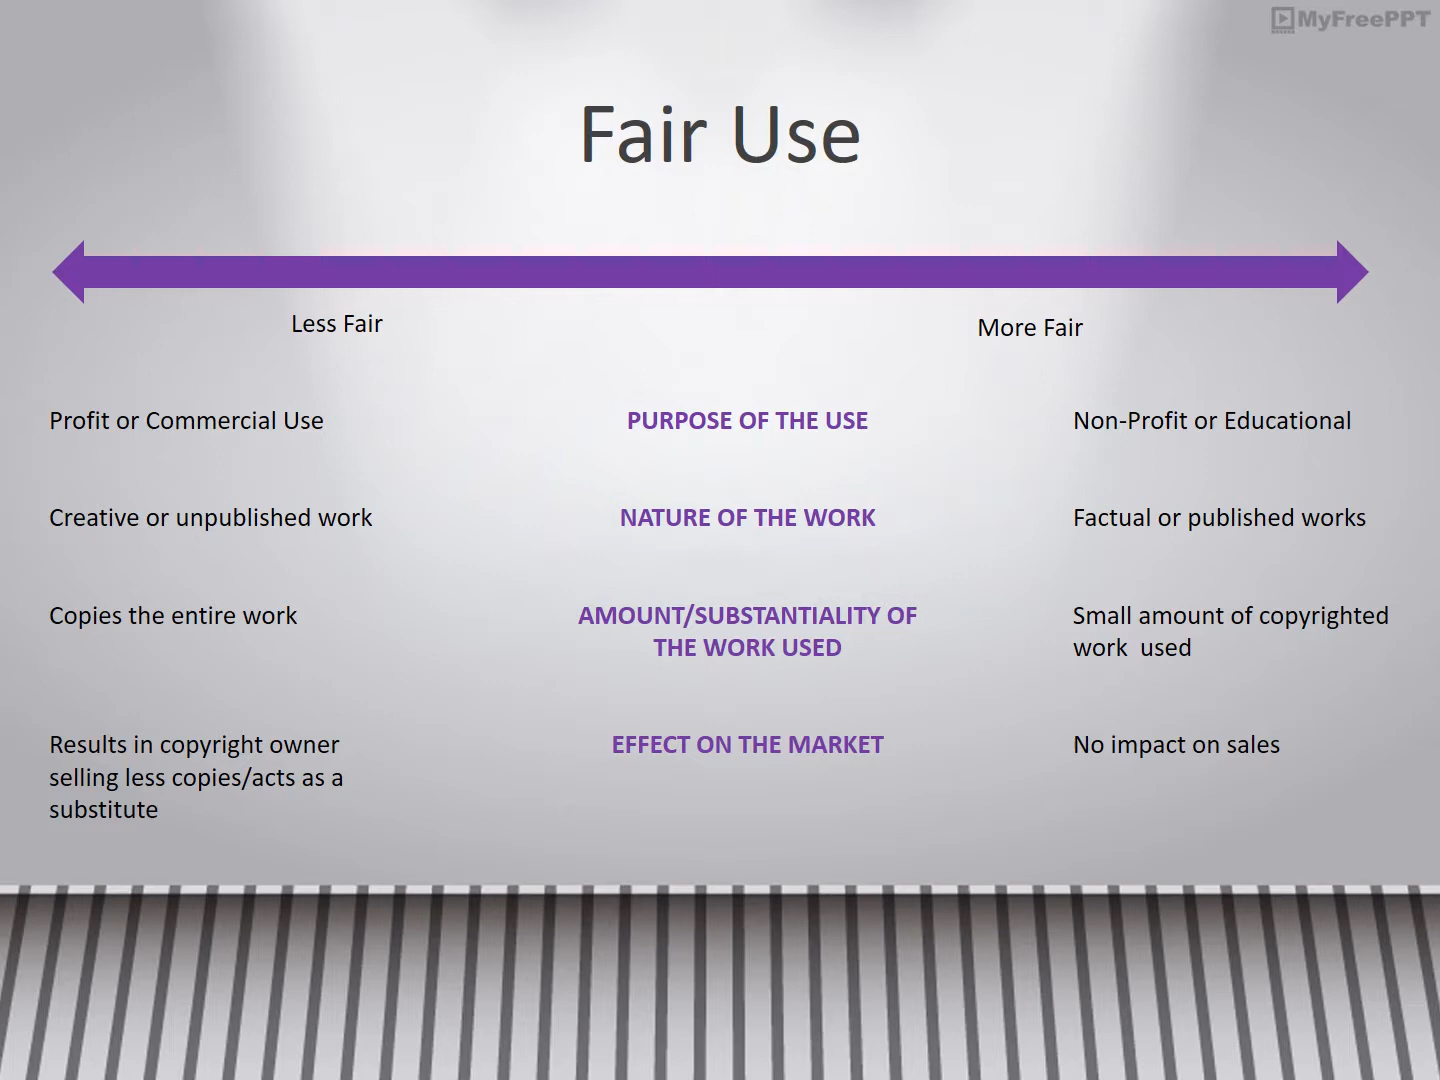 MyFreePPT
Fair Use
Less Fair
More Fair
Profit or Commercial Use
PURPOSE OF THE USE
Non-Profit or Educational
Creative or unpublished work
NATURE OF THE WORK
Factual or published works
Copies the entire work
AMOUNT/SUBSTANTIALITY OF
THE WORK USED
Small amount of copyrighted
work  used
Results in copyright owner
selling less copies/acts as a
substitute
EFFECT ON THE MARKET
No impact on sales